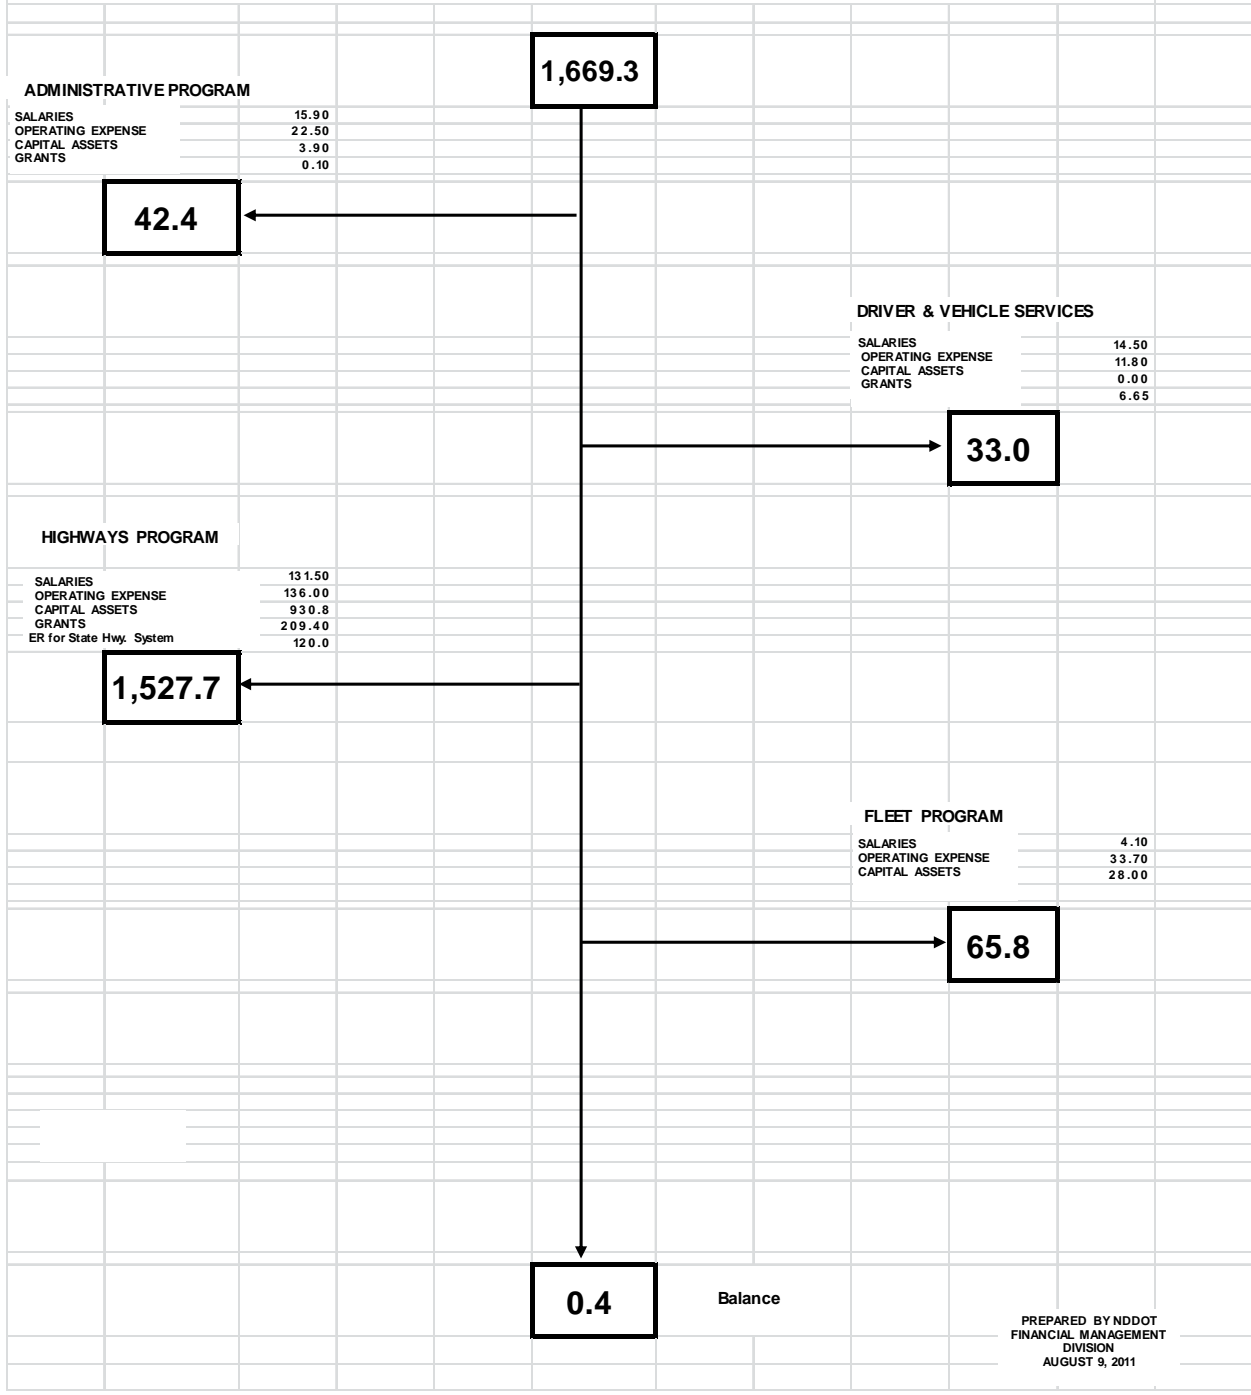 1,669.3
ADMINISTRATIVE PROGRAM
SALARIES 15.90
OPERATING EXPENSE 22.50
CAPITAL ASSETS 3.90
GRANTS 0.10
42.4
DRIVER & VEHICLE SERVICES
SALARIES 14.50
OPERATING EXPENSE 11.80
CAPITAL ASSETS 0.00
GRANTS 6.65
33.0
HIGHWAYS PROGRAM
SALARIES 131.50
OPERATING EXPENSE 136.00
CAPITAL ASSETS 930.8
GRANTS 209.40
ER for State Hwy. System 120.0
1,527.7
FLEET PROGRAM
SALARIES 4.10
OPERATING EXPENSE 33.70
CAPITAL ASSETS 28.00
65.8
0.4 Balance
PREPARED BY NDDOT
FINANCIAL MANAGEMENT
DIVISION
AUGUST 9, 2011